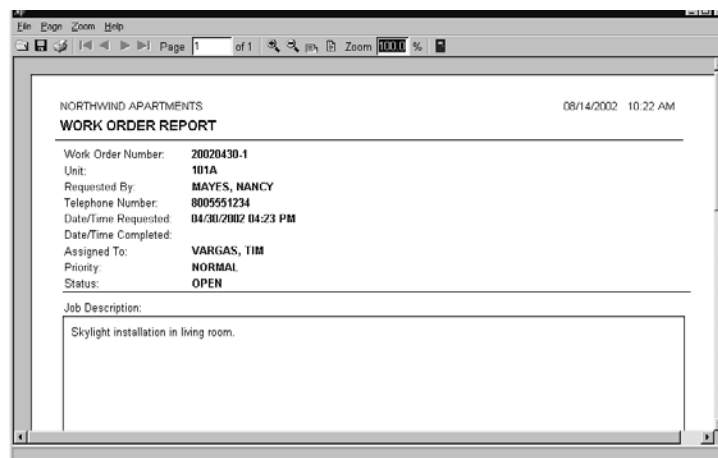 File Page Zoom Help
Page 1 of 1 Zoom 100.0 %
NORTHWIND APARTMENTS 08/14/2002 10:22 AM
WORK ORDER REPORT
Work Order Number: 20020430-1
Unit: 101A
Requested By: MAYES, NANCY
Telephone Number: 8005551234
Date/Time Requested: 04/30/2002 04:23 PM
Date/Time Completed:
Assigned To: VARGAS, TIM
Priority: NORMAL
Status: OPEN
Job Description:
Skylight installation in living room.